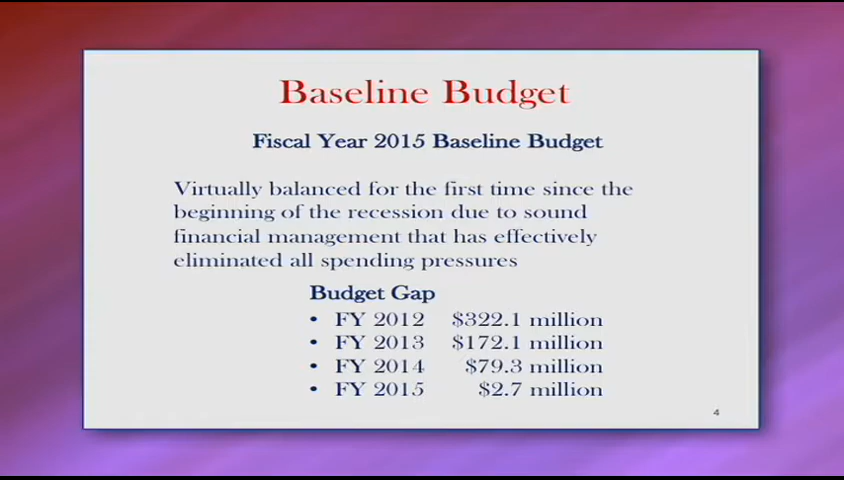 Baseline Budget
Fiscal Year 2015 Baseline Budget
Virtually balanced for the first time since the
beginning of the recession due to sound
financial management that has effectively
eliminated all spending pressures
Budget Gap
• FY 2012 $322.1 million
• FY 2013 $172.1 million
• FY 2014 $79.3 million
• FY 2015 $2.7 million
4